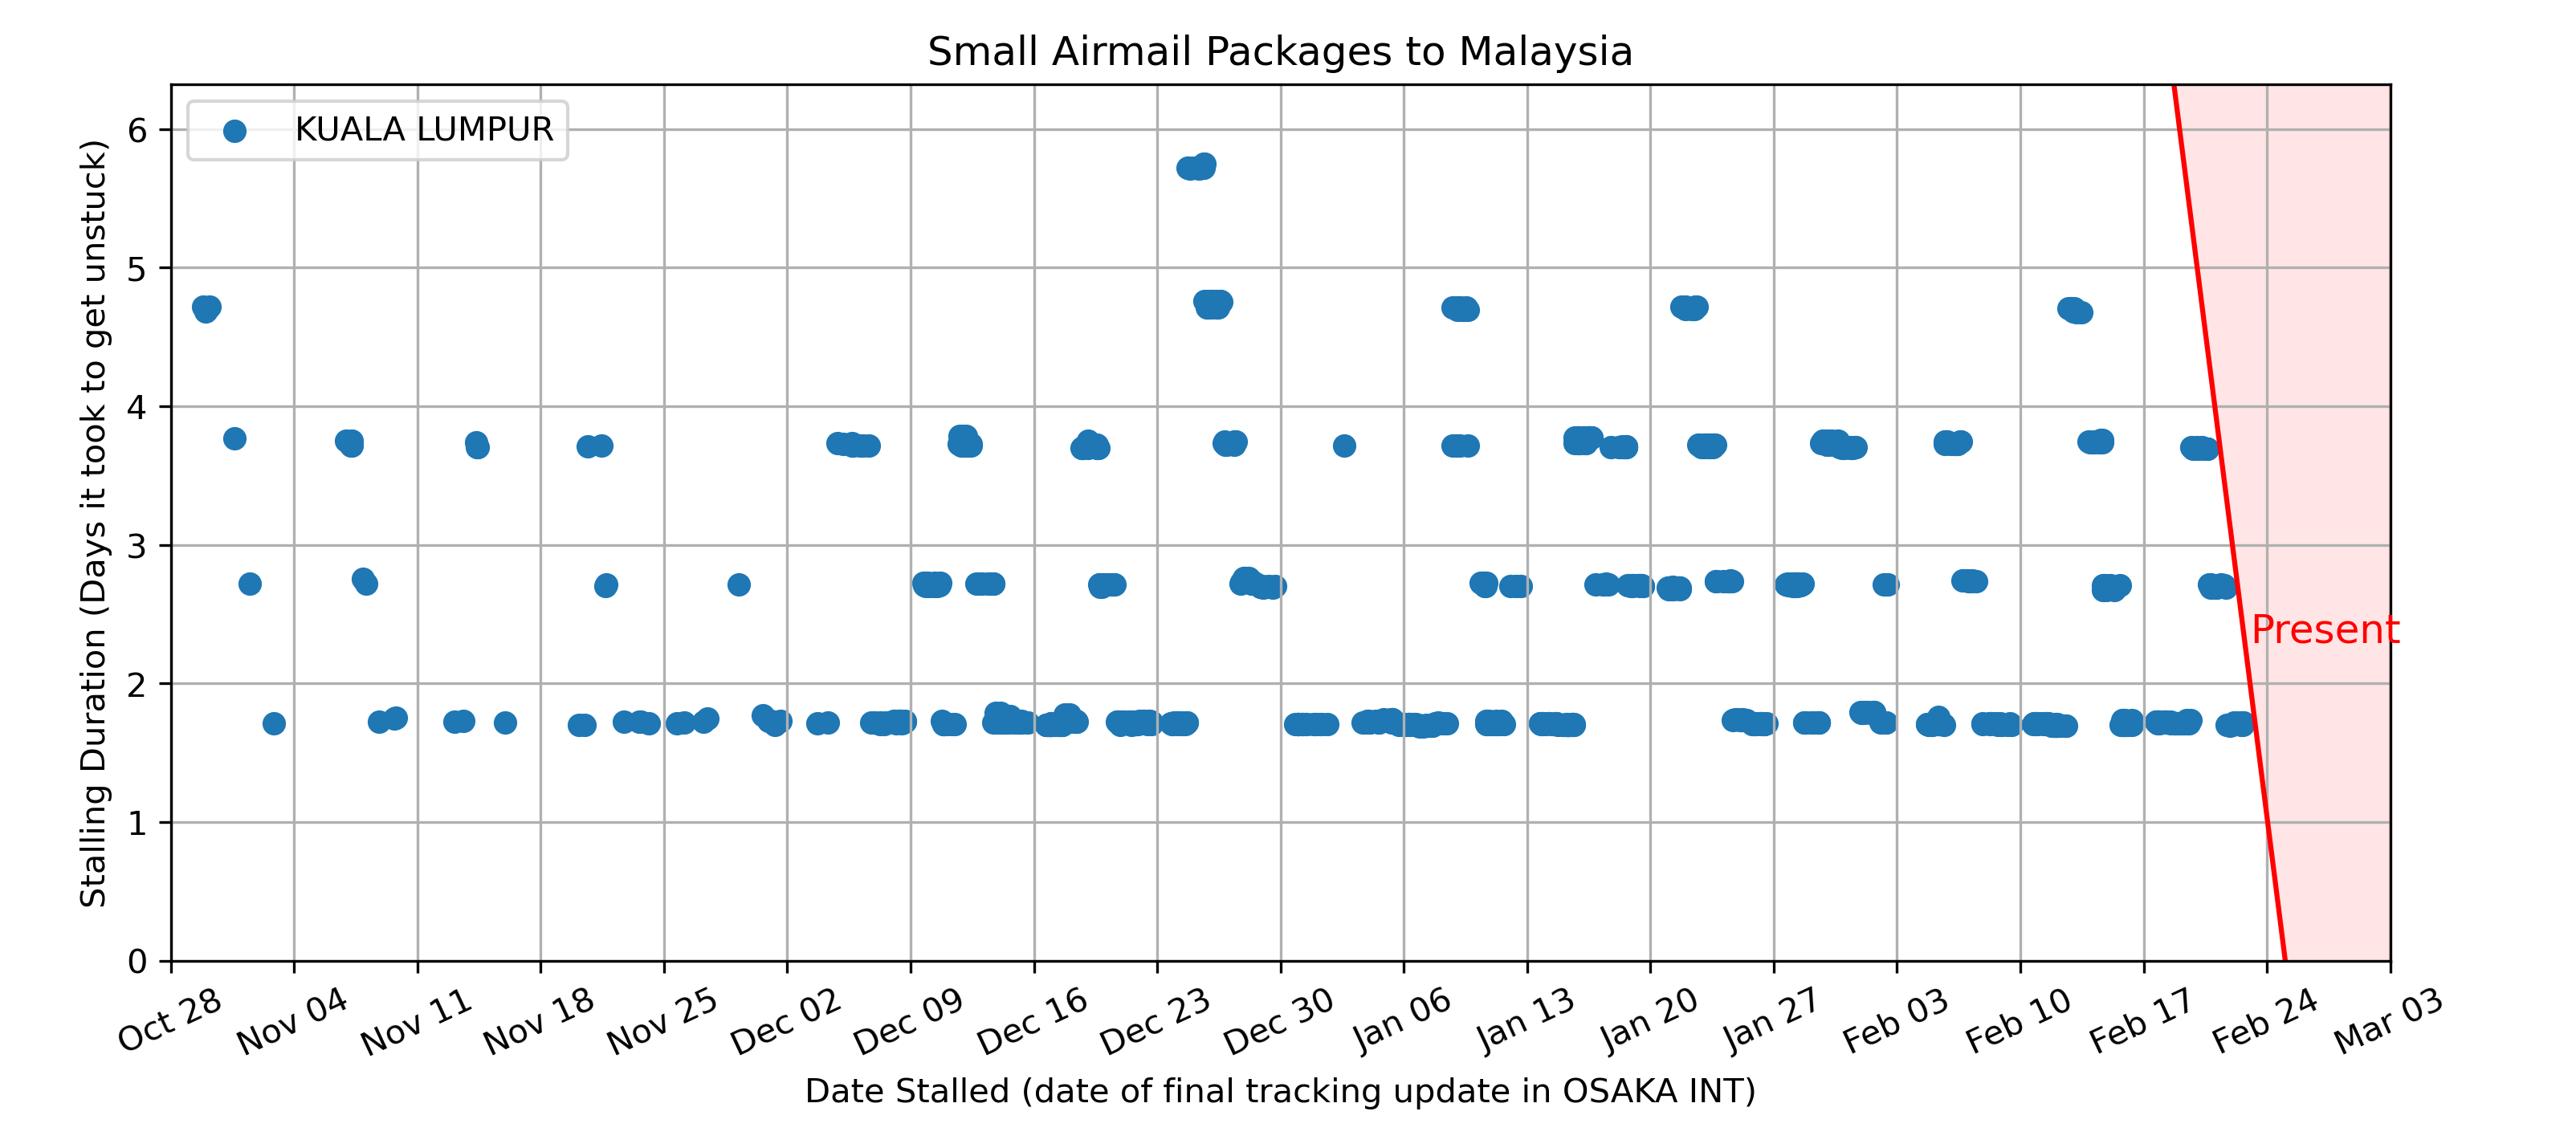 Small Airmail Packages to Malaysia
KUALA LUMPUR
Stalling Duration (Days it took to get unstuck)
6
5
4
3
2
1
0
Present
Oct 28
Nov 04
Nov 11
Nov 18
Nov 25
Dec 02
Dec 09
Dec 16
Dec 23
Dec 30
Jan 06
Jan 13
Jan 20
Jan 27
Feb 03
Feb 10
Feb 17
Feb 24
Mar 03
Date Stalled (date of final tracking update in OSAKA INT)